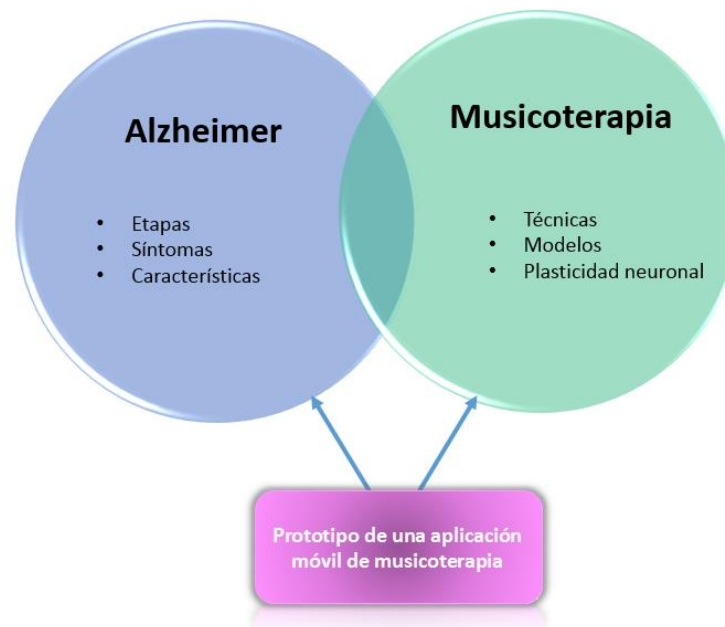 Alzheimer
• Etapas
• Síntomas
• Características
Musicoterapia
• Técnicas
• Modelos
• Plasticidad neuronal
Prototipo de una aplicación
móvil de musicoterapia